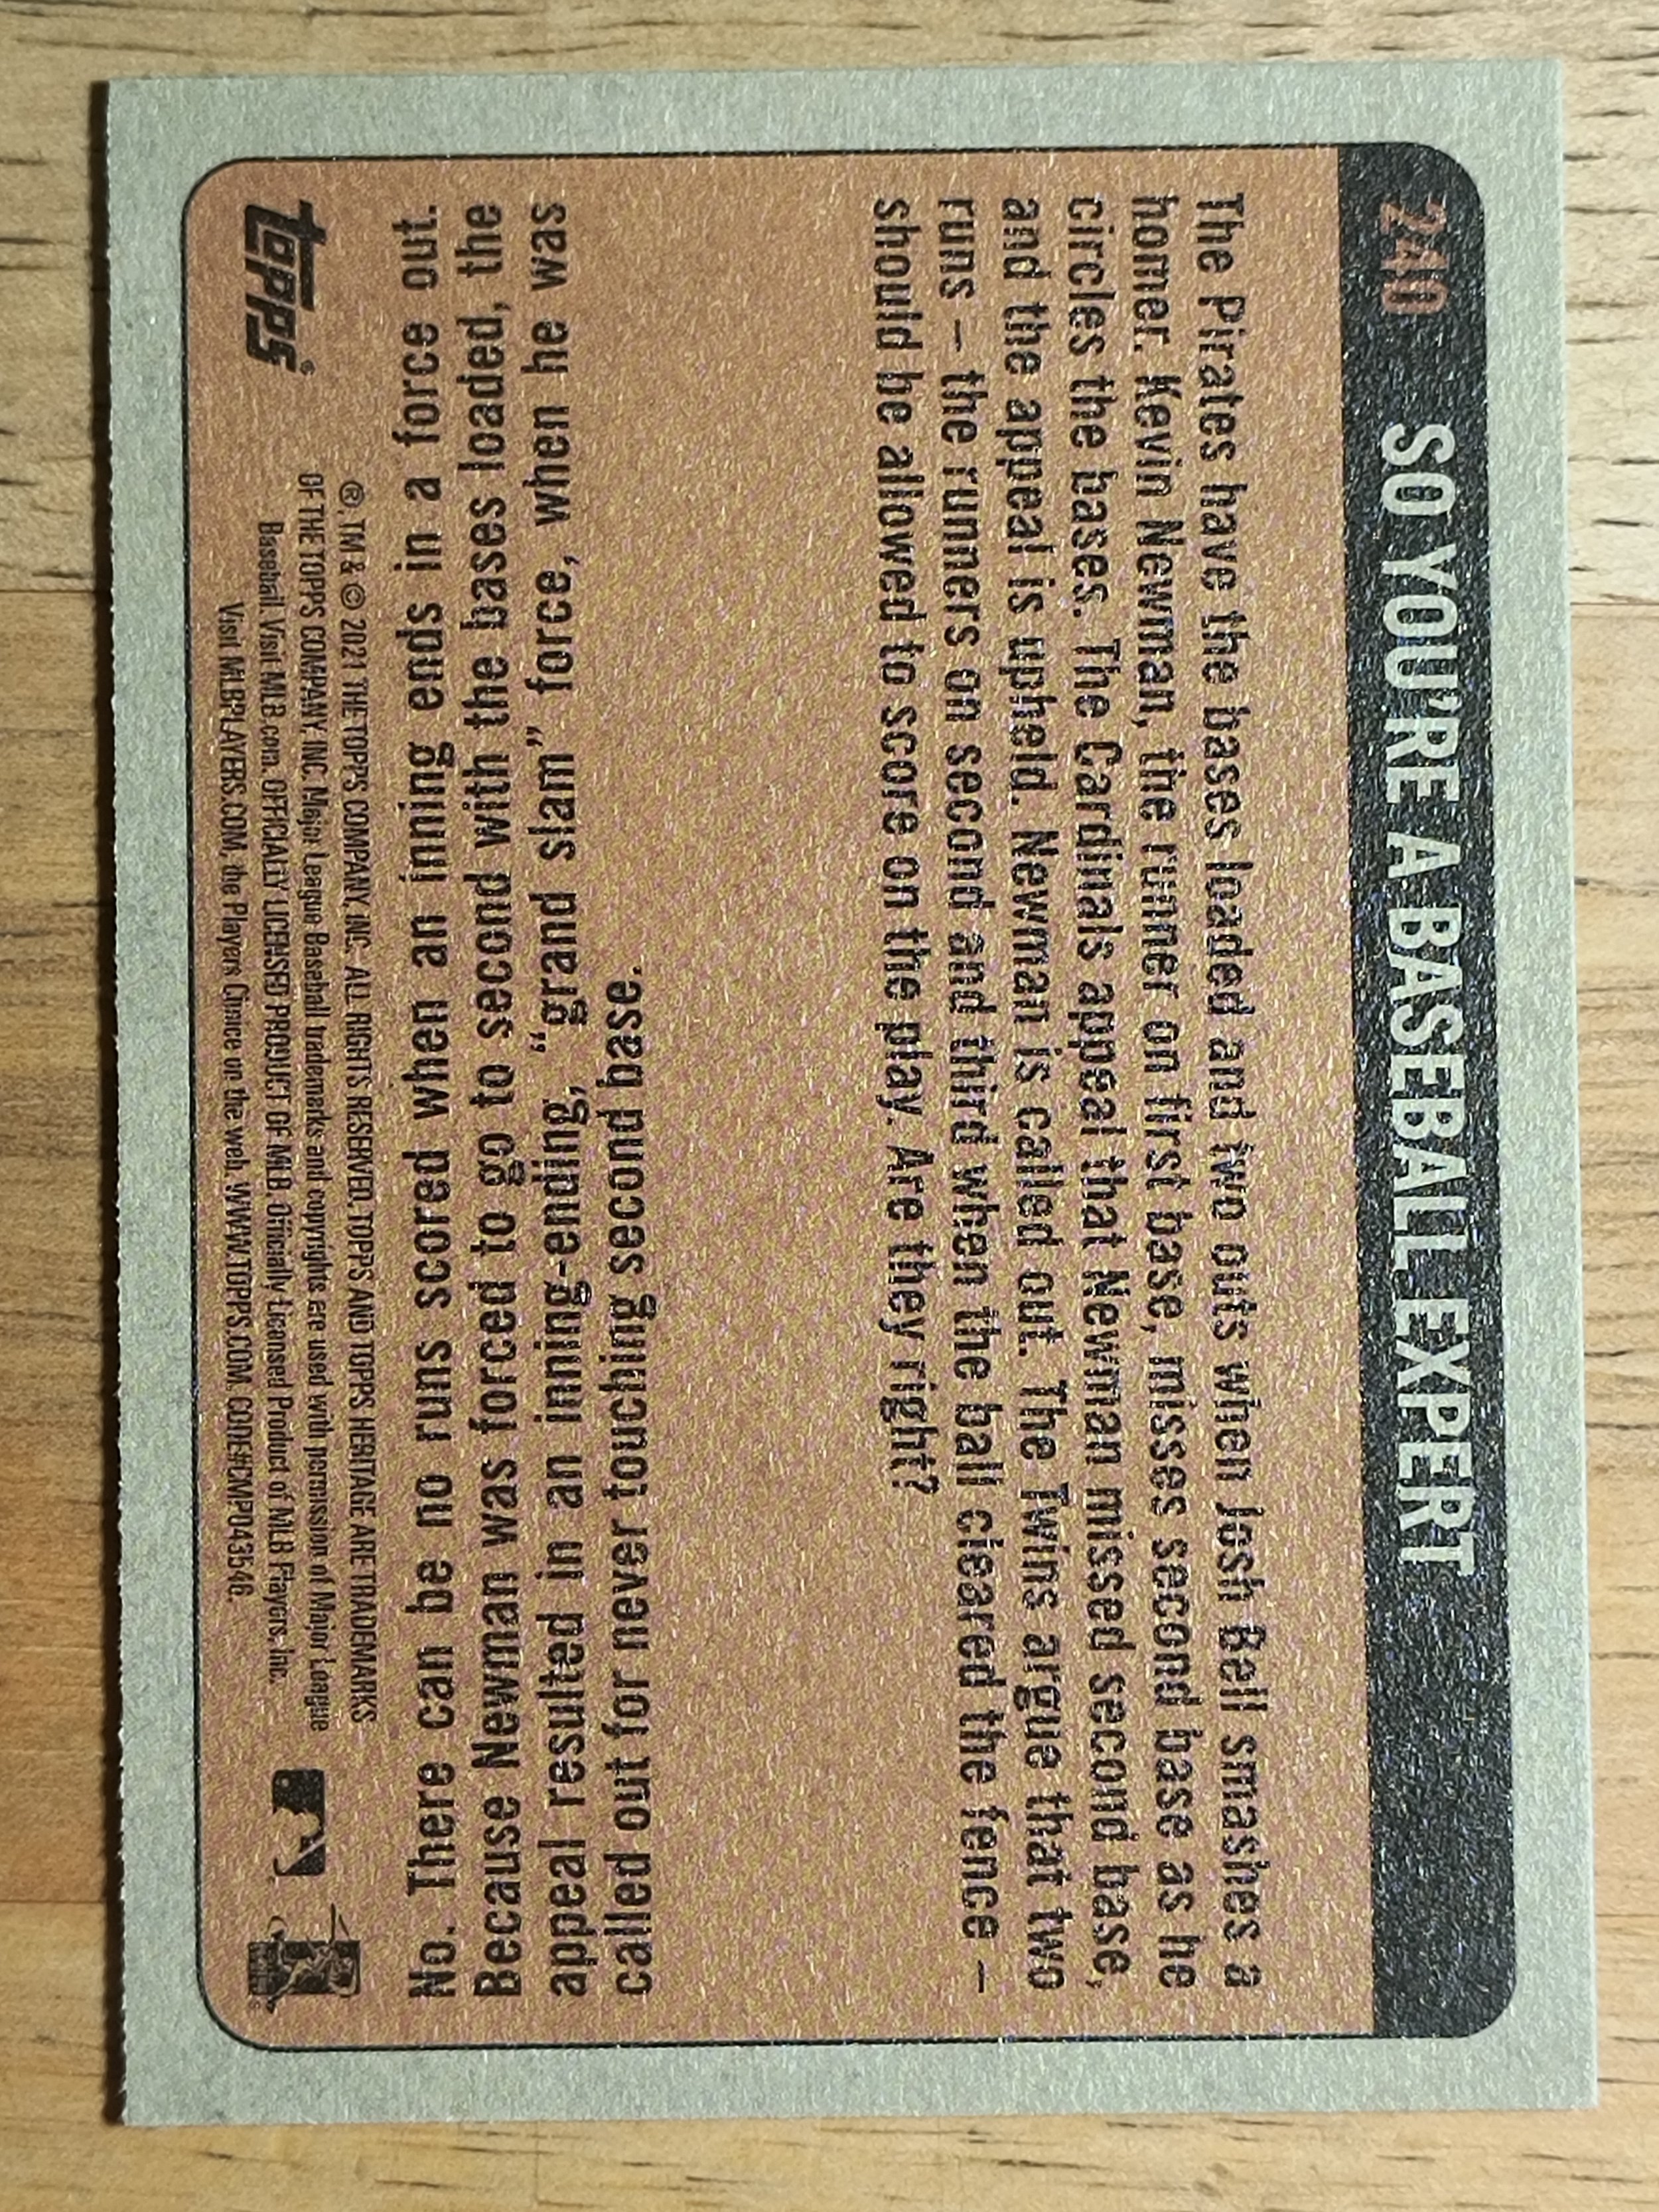 240 SO YOU'RE A BASEBALL EXPERT
The Pirates have the bases loaded and two outs when Josh Bell smashes a
homer. Kevin Newman, the runner on first base, misses second base as he
circles the bases. The Cardinals appeal that Newman missed second base,
and the appeal is upheld. Newman is called out. The Twins argue that two
runs – the runners on second and third when the ball cleared the fence –
should be allowed to score on the play. Are they right?
called out for never touching second base.
appeal resulted in an inning-ending, “grand slam” force, when he was
Because Newman was forced to go to second with the bases loaded, the
No. There can be no runs scored when an inning ends in a force out.
topps®
®, TM & © 2021 THE TOPPS COMPANY, INC. ALL RIGHTS RESERVED. TOPPS AND TOPPS HERITAGE ARE TRADEMARKS
OF THE TOPPS COMPANY, INC. Major League Baseball trademarks and copyrights are used with permission of Major League
Baseball. Visit MLB.com. OFFICIALLY LICENSED PRODUCT OF MLB. Officially Licensed Product of MLB Players, Inc.
Visit MLBPLAYERS.COM, the Players Choice on the web. WWW.TOPPS.COM. CODE#CMP043546.